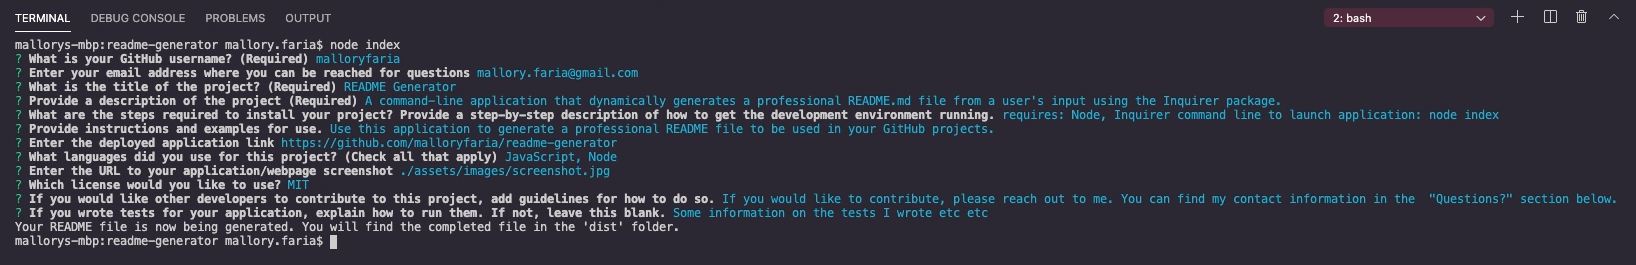 TERMINAL DEBUG CONSOLE PROBLEMS OUTPUT 2: bash
mallorys-mbp:readme-generator mallory.faria$ node index
? What is your GitHub username? (Required) malloryfaria
? Enter your email address where you can be reached for questions mallory.faria@gmail.com
? What is the title of the project? (Required) README Generator
? Provide a description of the project (Required) A command-line application that dynamically generates a professional README.md file from a user's input using the Inquirer package.
? What are the steps required to install your project? Provide a step-by-step description of how to get the development environment running. requires: Node, Inquirer command line to launch application: node index
? Provide instructions and examples for use. Use this application to generate a professional README file to be used in your GitHub projects.
? Enter the deployed application link https://github.com/malloryfaria/readme-generator
? What languages did you use for this project? (Check all that apply) JavaScript, Node
? Enter the URL to your application/webpage screenshot ./assets/images/screenshot.jpg
? Which license would you like to use? MIT
? If you would like other developers to contribute to this project, add guidelines for how to do so. If you would like to contribute, please reach out to me. You can find my contact information in the  "Questions?" section below.
? If you wrote tests for your application, explain how to run them. If not, leave this blank. Some information on the tests I wrote etc etc
Your README file is now being generated. You will find the completed file in the 'dist' folder.
mallorys-mbp:readme-generator mallory.faria$